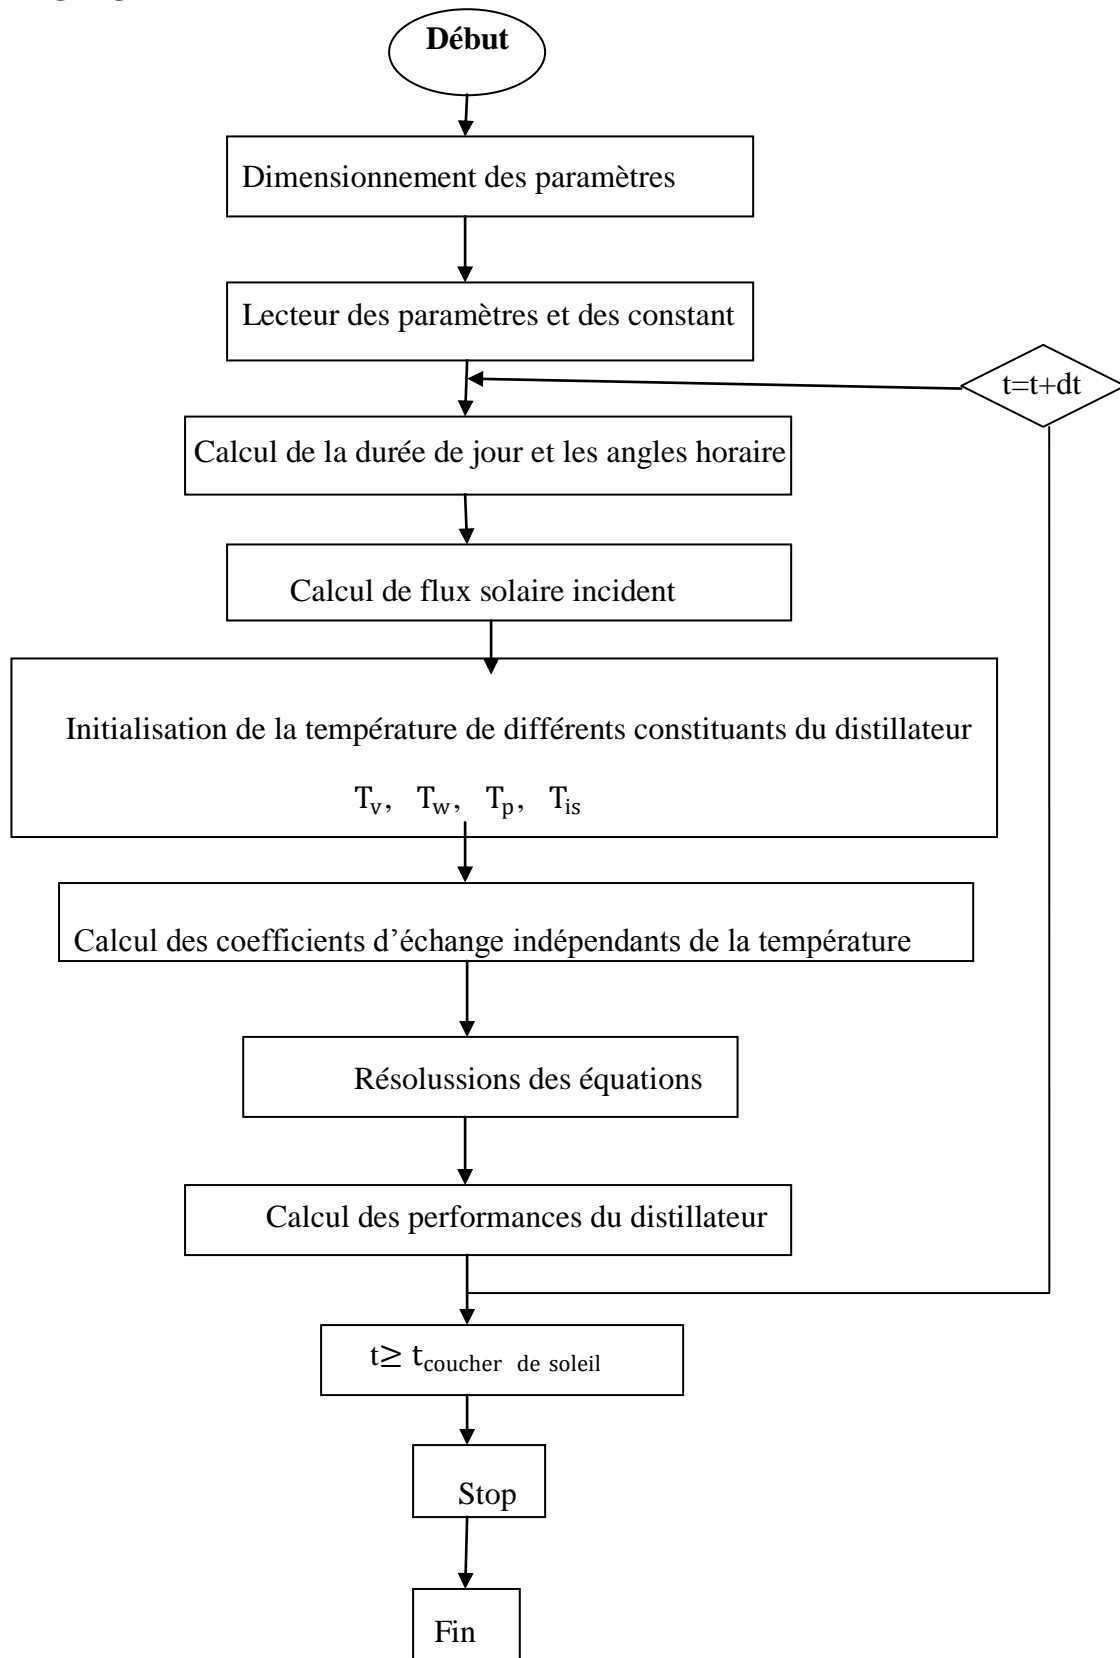 Début
Dimensionnement des paramètres
Lecteur des paramètres et des constant
t=t+dt
Calcul de la durée de jour et les angles horaire
Calcul de flux solaire incident
Initialisation de la température de différents constituants du distillateur
Tv, Tw, Tp, Tis
Calcul des coefficients d’échange indépendants de la température
Résolussions des équations
Calcul des performances du distillateur
t≥ tcoucher de soleil
Stop
Fin